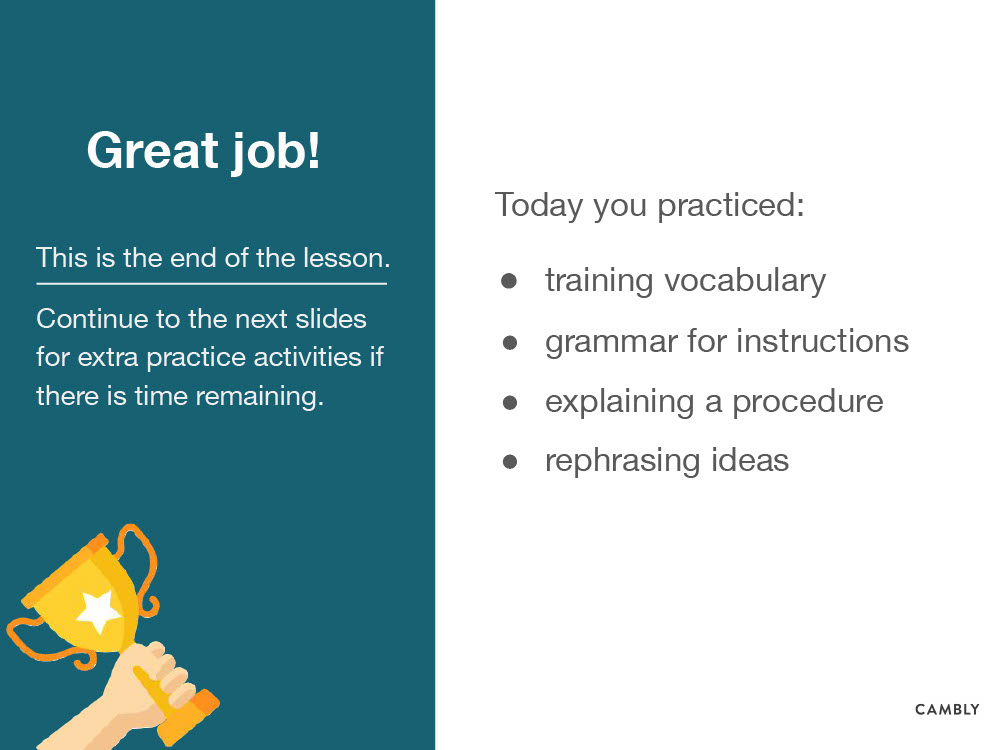 Great job!
This is the end of the lesson.
Continue to the next slides
for extra practice activities if
there is time remaining.
Today you practiced:
● training vocabulary
● grammar for instructions
● explaining a procedure
● rephrasing ideas
CAMBLY